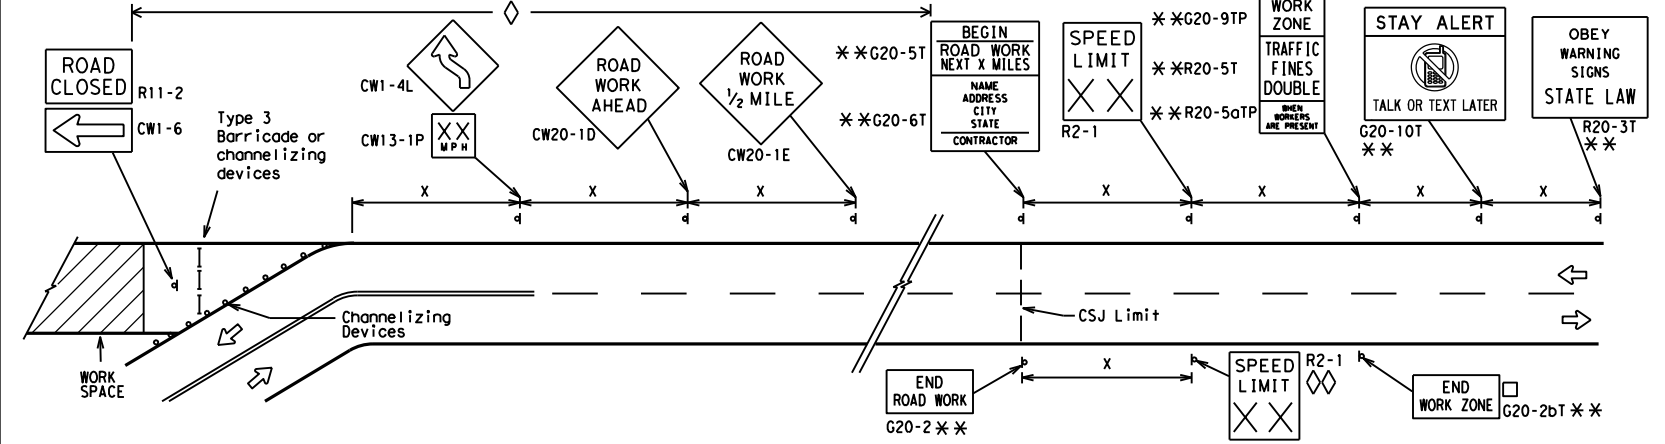 ROAD
CLOSED
R11-2
CW1-6
Type 3
Barricade or
channelizing
devices
CW1-4L
XX
MPH
CW13-1P
ROAD
WORK
AHEAD
CW20-1D
ROAD
WORK
1/2 MILE
CW20-1E
**G20-5T
**G20-6T
BEGIN
ROAD WORK
NEXT X MILES
NAME
ADDRESS
CITY
STATE
CONTRACTOR
SPEED
LIMIT
XX
R2-1
**G20-9TP
**R20-5T
**R20-5aTP
WORK
ZONE
TRAFFIC
FINES
DOUBLE
WHEN
WORKERS
ARE PRESENT
STAY ALERT
TALK OR TEXT LATER
G20-10T
**
OBEY
WARNING
SIGNS
STATE LAW
R20-3T
**
X
X
X
X
X
X
X
Channelizing
Devices
CSJ Limit
WORK
SPACE
END
ROAD WORK
G20-2**
X
SPEED
LIMIT
XX
R2-1
END
WORK ZONE
G20-2bT**